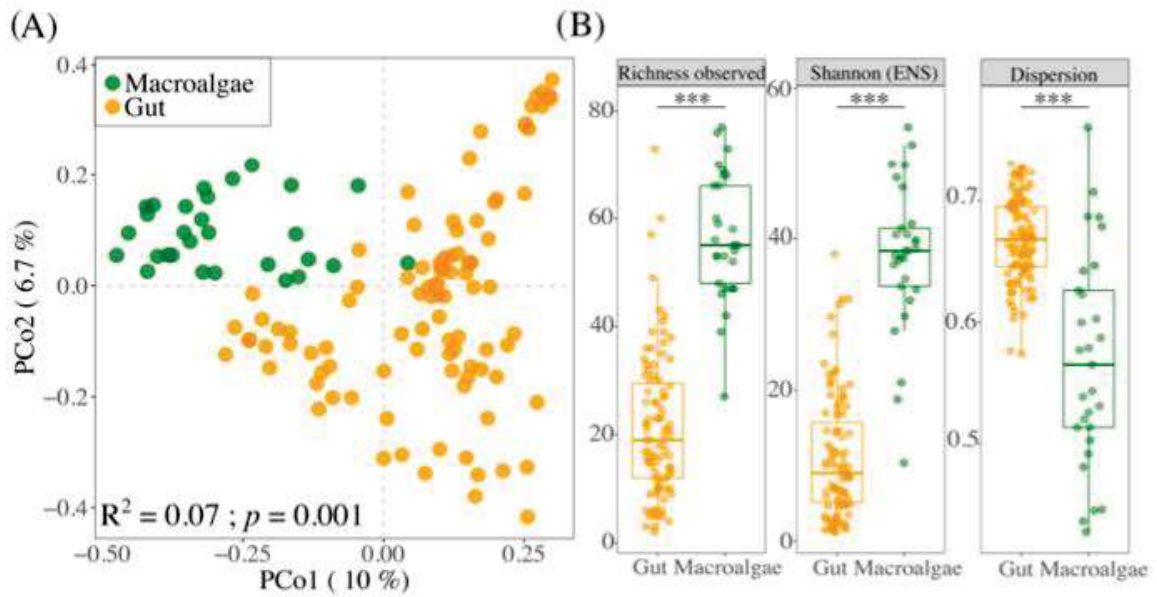 (A)
0.4
0.2
0.0
-0.2
-0.4
PCo2 ( 6.7 %)
Macroalgae
Gut
R² = 0.07 ; p = 0.001
-0.50
-0.25
0.00
0.25
PCo1 ( 10 %)
(B)
Richness observed
***
80
60
40
20
0
Gut Macroalgae
Shannon (ENS)
***
60
40
20
0
Gut Macroalgae
Dispersion
***
0.7
0.6
0.5
Gut Macroalgae